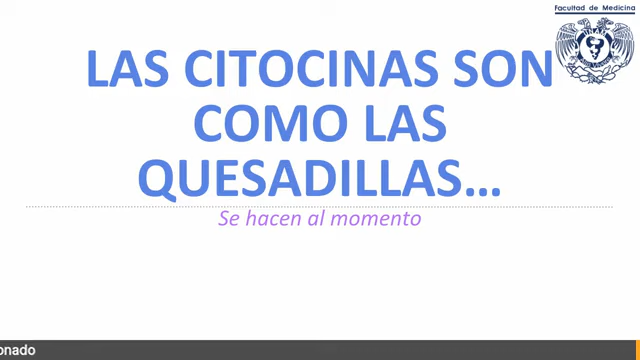 Facultad de Medicina
LAS CITOCINAS SON
COMO LAS
QUESADILLAS...
Se hacen al momento
onado